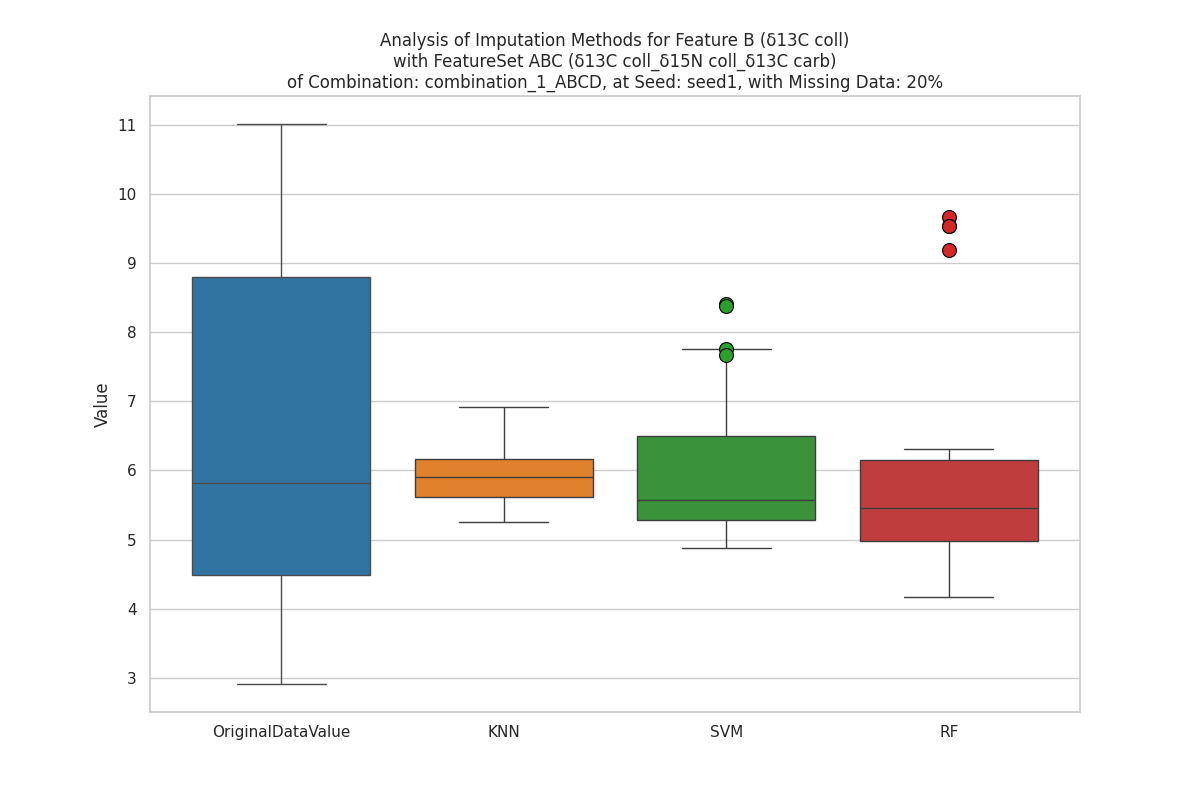 Analysis of Imputation Methods for Feature B (δ13C coll)
with FeatureSet ABC (δ13C coll_δ15N coll_δ13C carb)
of Combination: combination_1_ABCD, at Seed: seed1, with Missing Data: 20%
11
10
9
8
7
6
5
4
3
Value
OriginalDataValue
KNN
SVM
RF